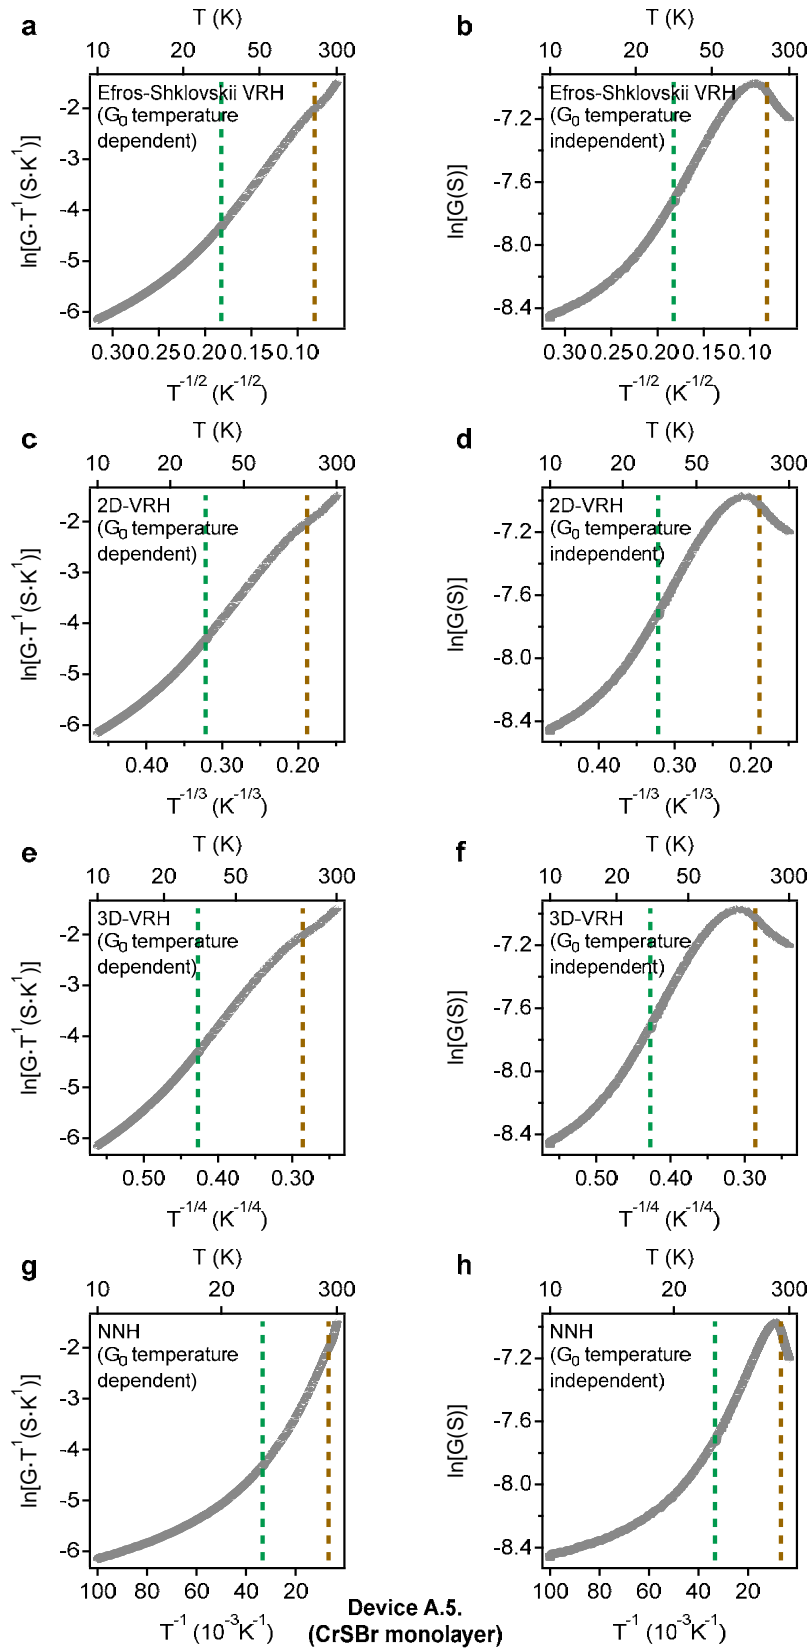 a
T (K)
10 20 50 300
Efros-Shklovskii VRH
(G₀ temperature
dependent)
ln[G·T¹(S·K¹)]
-2
-3
-4
-5
-6
0.30 0.25 0.20 0.15 0.10
T⁻¹/² (K⁻¹/²)
b
T (K)
10 20 50 300
Efros-Shklovskii VRH
(G₀ temperature
independent)
ln[G(S)]
-7.2
-7.6
-8.0
-8.4
0.30 0.25 0.20 0.15 0.10
T⁻¹/² (K⁻¹/²)
c
T (K)
10 20 50 300
2D-VRH
(G₀ temperature
dependent)
ln[G·T¹(S·K¹)]
-2
-3
-4
-5
-6
0.40 0.30 0.20
T⁻¹/³ (K⁻¹/³)
d
T (K)
10 20 50 300
2D-VRH
(G₀ temperature
independent)
ln[G(S)]
-7.2
-7.6
-8.0
-8.4
0.40 0.30 0.20
T⁻¹/³ (K⁻¹/³)
e
T (K)
10 20 50 300
3D-VRH
(G₀ temperature
dependent)
ln[G·T¹(S·K¹)]
-2
-3
-4
-5
-6
0.50 0.40 0.30
T⁻¹/⁴ (K⁻¹/⁴)
f
T (K)
10 20 50 300
3D-VRH
(G₀ temperature
independent)
ln[G(S)]
-7.2
-7.6
-8.0
-8.4
0.50 0.40 0.30
T⁻¹/⁴ (K⁻¹/⁴)
g
T (K)
10 20 300
NNH
(G₀ temperature
dependent)
ln[G·T¹(S·K¹)]
-2
-3
-4
-5
-6
100 80 60 40 20
T⁻¹ (10⁻³K⁻¹)
h
T (K)
10 20 300
NNH
(G₀ temperature
independent)
ln[G(S)]
-7.2
-7.6
-8.0
-8.4
100 80 60 40 20
T⁻¹ (10⁻³K⁻¹)
Device A.5.
(CrSBr monolayer)